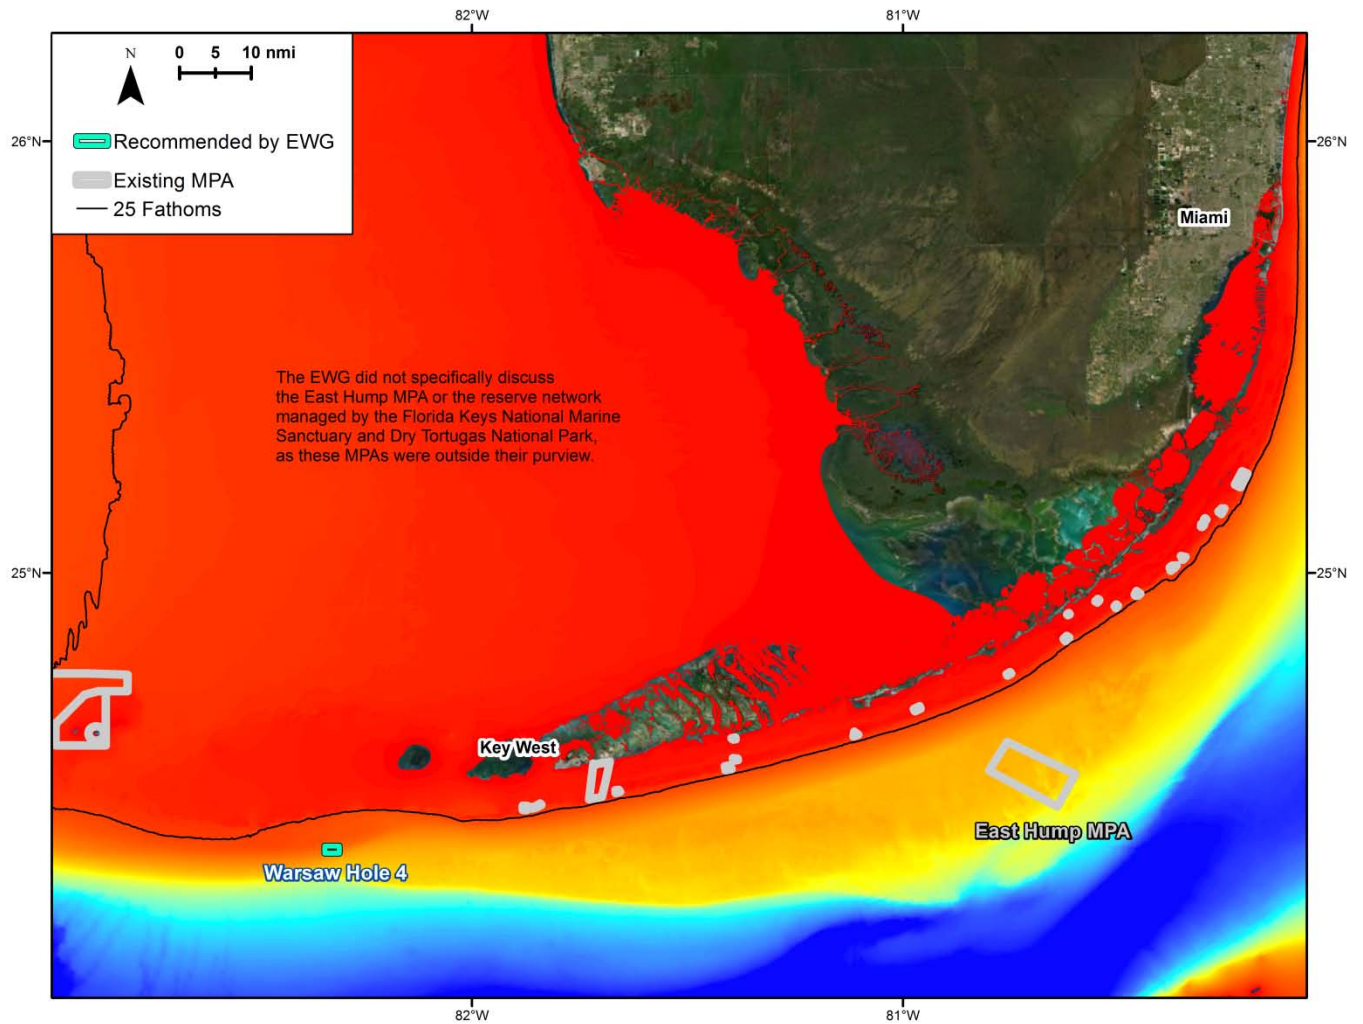 82°W
81°W
N
0 5 10 nmi
Recommended by EWG
Existing MPA
25 Fathoms
26°N
26°N
Miami
The EWG did not specifically discuss
the East Hump MPA or the reserve network
managed by the Florida Keys National Marine
Sanctuary and Dry Tortugas National Park,
as these MPAs were outside their purview.
25°N
25°N
Key West
East Hump MPA
Warsaw Hole 4
82°W
81°W